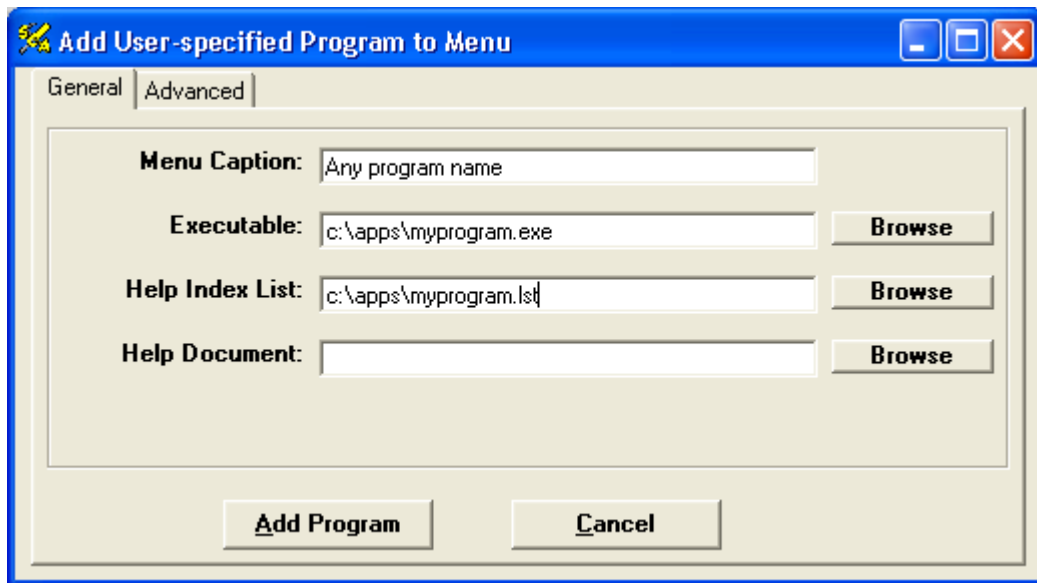 Add User-specified Program to Menu
General Advanced
Menu Caption: Any program name
Executable: c:\apps\myprogram.exe Browse
Help Index List: c:\apps\myprogram.lst Browse
Help Document: Browse
Add Program Cancel